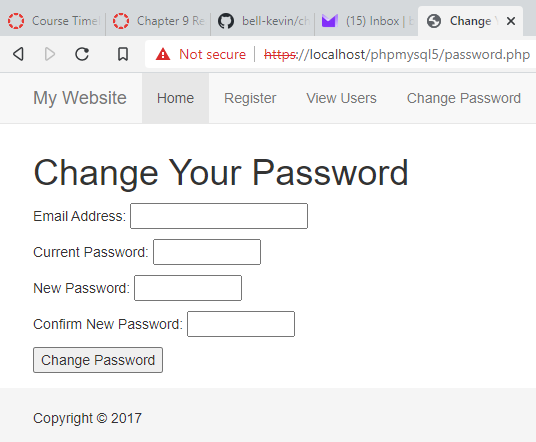 Course Timel
Chapter 9 Re
bell-kevin/ch
(15) Inbox |
Change Y
Not secure
https://localhost/phpmysql5/password.php
My Website
Home
Register
View Users
Change Password
Change Your Password
Email Address:
Current Password:
New Password:
Confirm New Password:
Change Password
Copyright © 2017